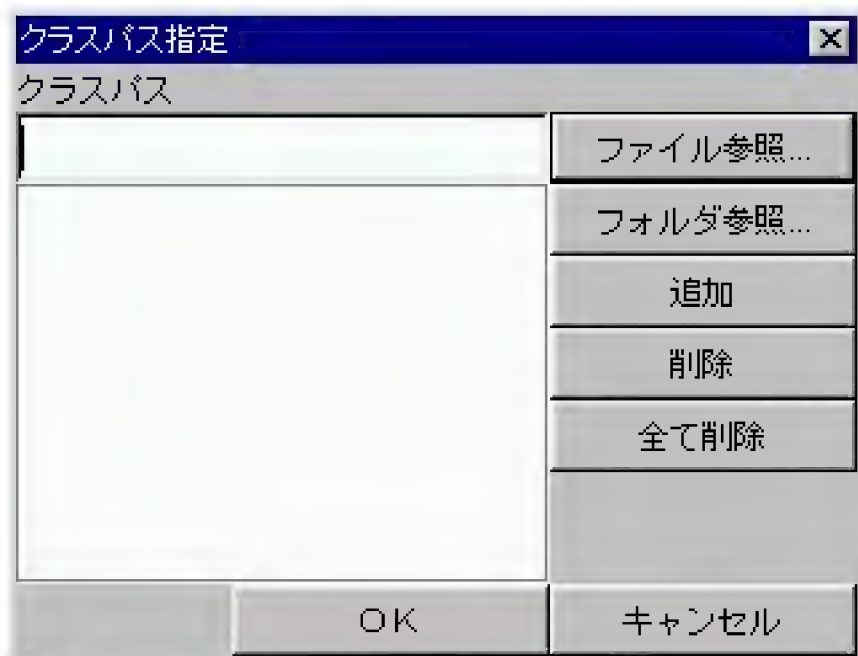 クラスパス指定
クラスパス
ファイル参照...
フォルダ参照...
追加
削除
全て削除
OK
キャンセル